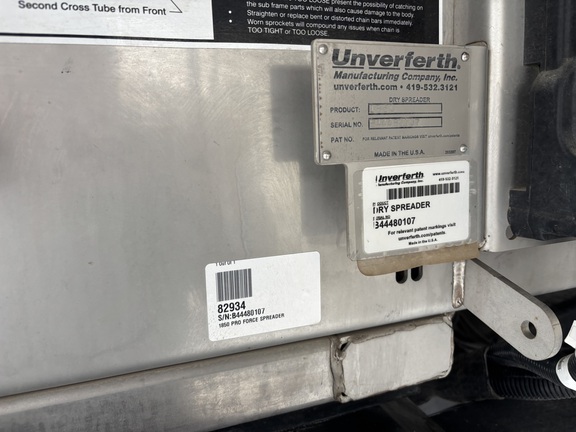 Second Cross Tube from Front
TOO LOOSE present the possibility of catching on
the sub frame parts which will also cause damage to the body.
• Straighten or replace bent or distorted chain bars immediately.
• Worn sprockets will compound any issues when chain is
TOO TIGHT or TOO LOOSE.
Unverferth
Manufacturing Company, Inc.
unverferth.com • 419-532.3121
DRY SPREADER
PRODUCT:
SERIAL NO.
PAT NO.
MADE IN THE U.S.A.
Unverferth
Manufacturing Company, Inc.
DRY SPREADER
B44480107
For relevant patent markings visit
unverferth.com/patents
Made in the U.S.A.
82934
S/N:B44480107
1850 PRO FORCE SPREADER